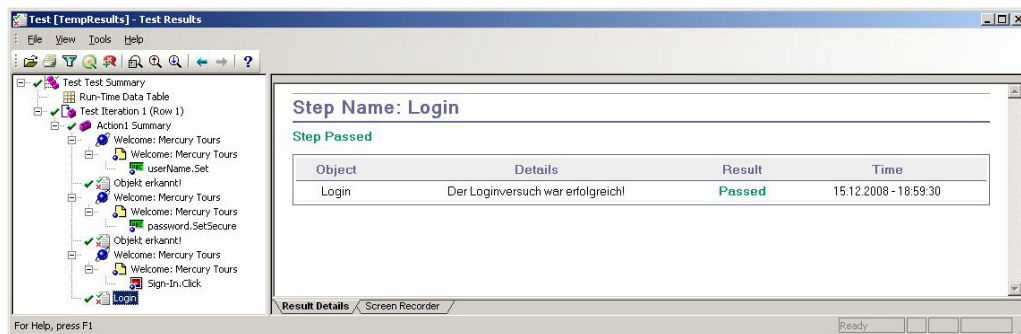 Test [TempResults] - Test Results
File View Tools Help
Test Test Summary
Run-Time Data Table
Test Iteration 1 (Row 1)
Action1 Summary
Welcome: Mercury Tours
Welcome: Mercury Tours
userName.Set
Objekt erkannt!
Welcome: Mercury Tours
Welcome: Mercury Tours
password.SetSecure
Objekt erkannt!
Welcome: Mercury Tours
Welcome: Mercury Tours
Sign-In.Click
Login
Step Name: Login
Step Passed
Object Details Result Time
Login Der Loginversuch war erfolgreich! Passed 15.12.2008 - 18:59:30
Result Details Screen Recorder
For Help, press F1 Ready